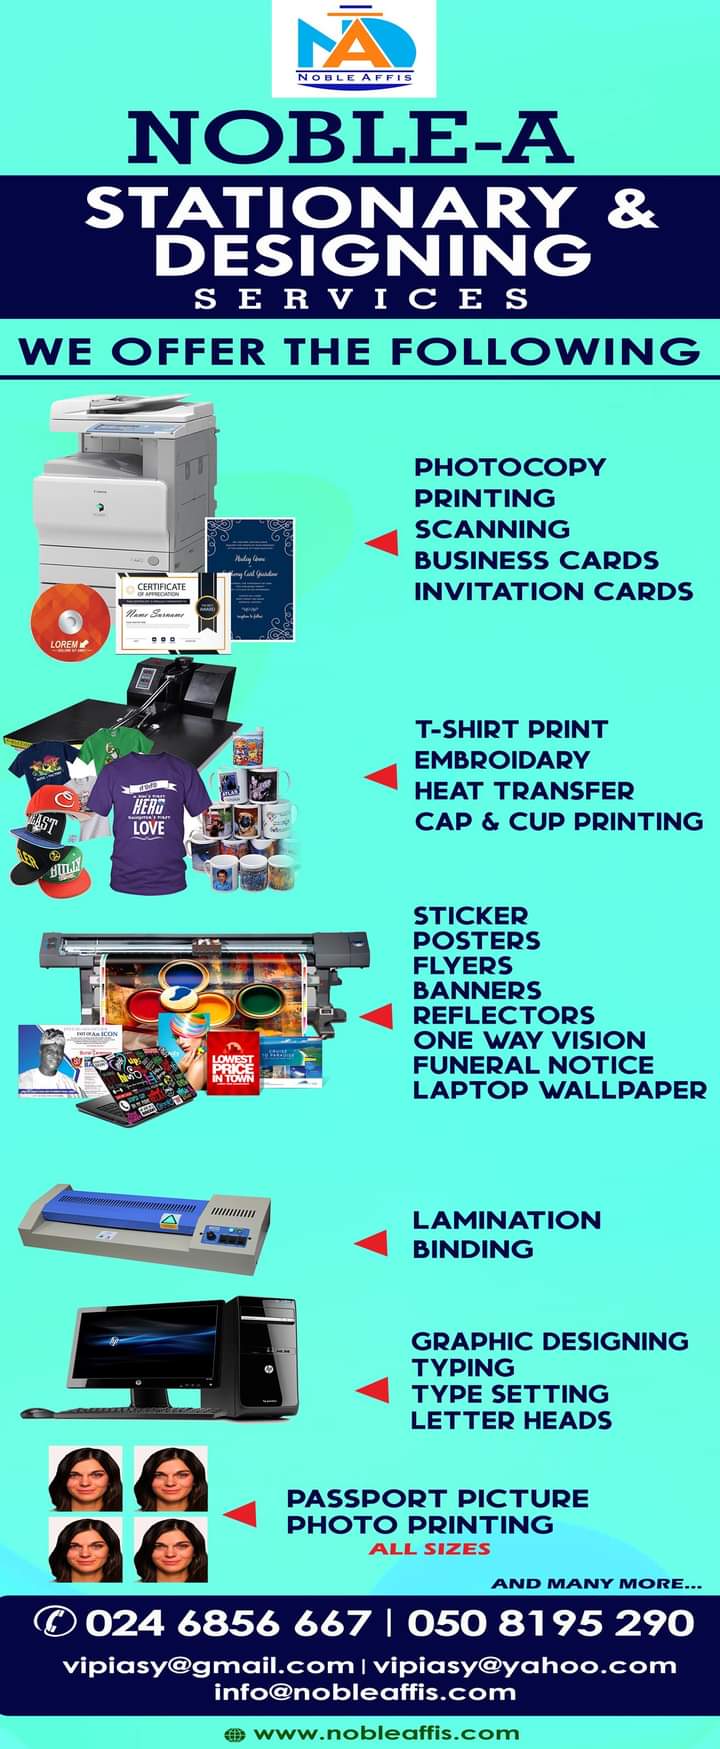 NOBLE AFFIS
NOBLE-A
STATIONARY &
DESIGNING
SERVICES
WE OFFER THE FOLLOWING
PHOTOCOPY
PRINTING
SCANNING
BUSINESS CARDS
INVITATION CARDS
Canon
CERTIFICATE
OF APPRECIATION
Name Surname
AWARD
LOREM
T-SHIRT PRINT
EMBROIDARY
HEAT TRANSFER
CAP & CUP PRINTING
HERO
LOVE
STICKER
POSTERS
FLYERS
BANNERS
REFLECTORS
ONE WAY VISION
FUNERAL NOTICE
LAPTOP WALLPAPER
LOWEST
PRICE
IN TOWN
LAMINATION
BINDING
hp
GRAPHIC DESIGNING
TYPING
TYPE SETTING
LETTER HEADS
PASSPORT PICTURE
PHOTO PRINTING
ALL SIZES
AND MANY MORE...
024 6856 667 | 050 8195 290
vipiasy@gmail.com | vipiasy@yahoo.com
info@nobleaffis.com
www.nobleaffis.com